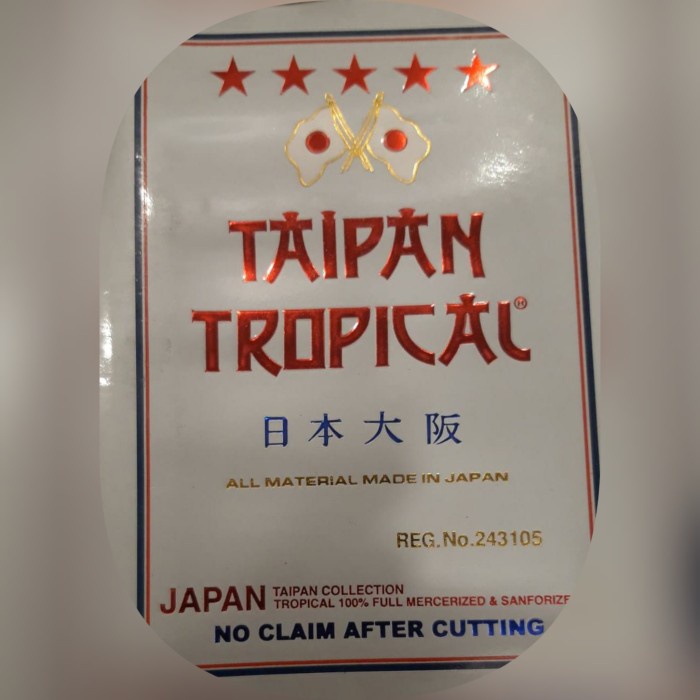 TAIPAN
TROPICAL®
日本大阪
ALL MATERIAL MADE IN JAPAN
REG.No.243105
JAPAN TAIPAN COLLECTION
TROPICAL 100% FULL MERCERIZED & SANFORIZE
NO CLAIM AFTER CUTTING